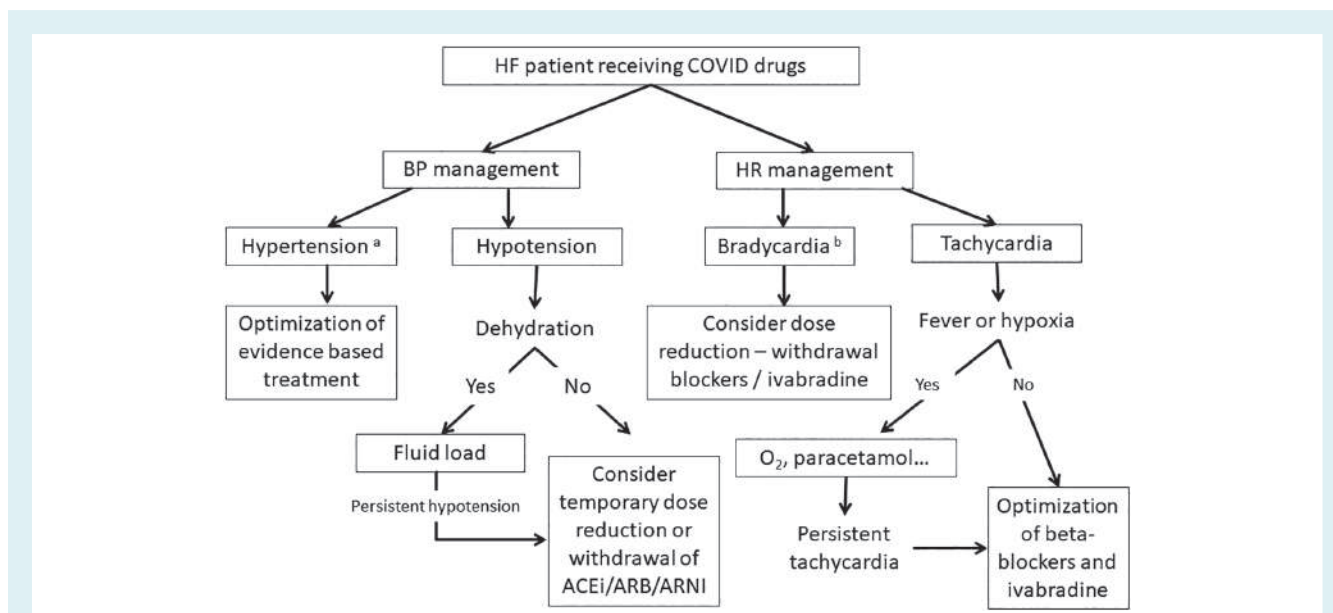 HF patient receiving COVID drugs
BP management
HR management
Hypertension a
Hypotension
Bradycardia b
Tachycardia
Optimization of
evidence based
treatment
Dehydration
Consider dose
reduction – withdrawal
blockers / ivabradine
Fever or hypoxia
Yes
No
Yes
No
Fluid load
O₂, paracetamol...
Persistent hypotension
Consider
temporary dose
reduction or
withdrawal of
ACEi/ARB/ARNI
Persistent
tachycardia
Optimization
of beta-
blockers and
ivabradine